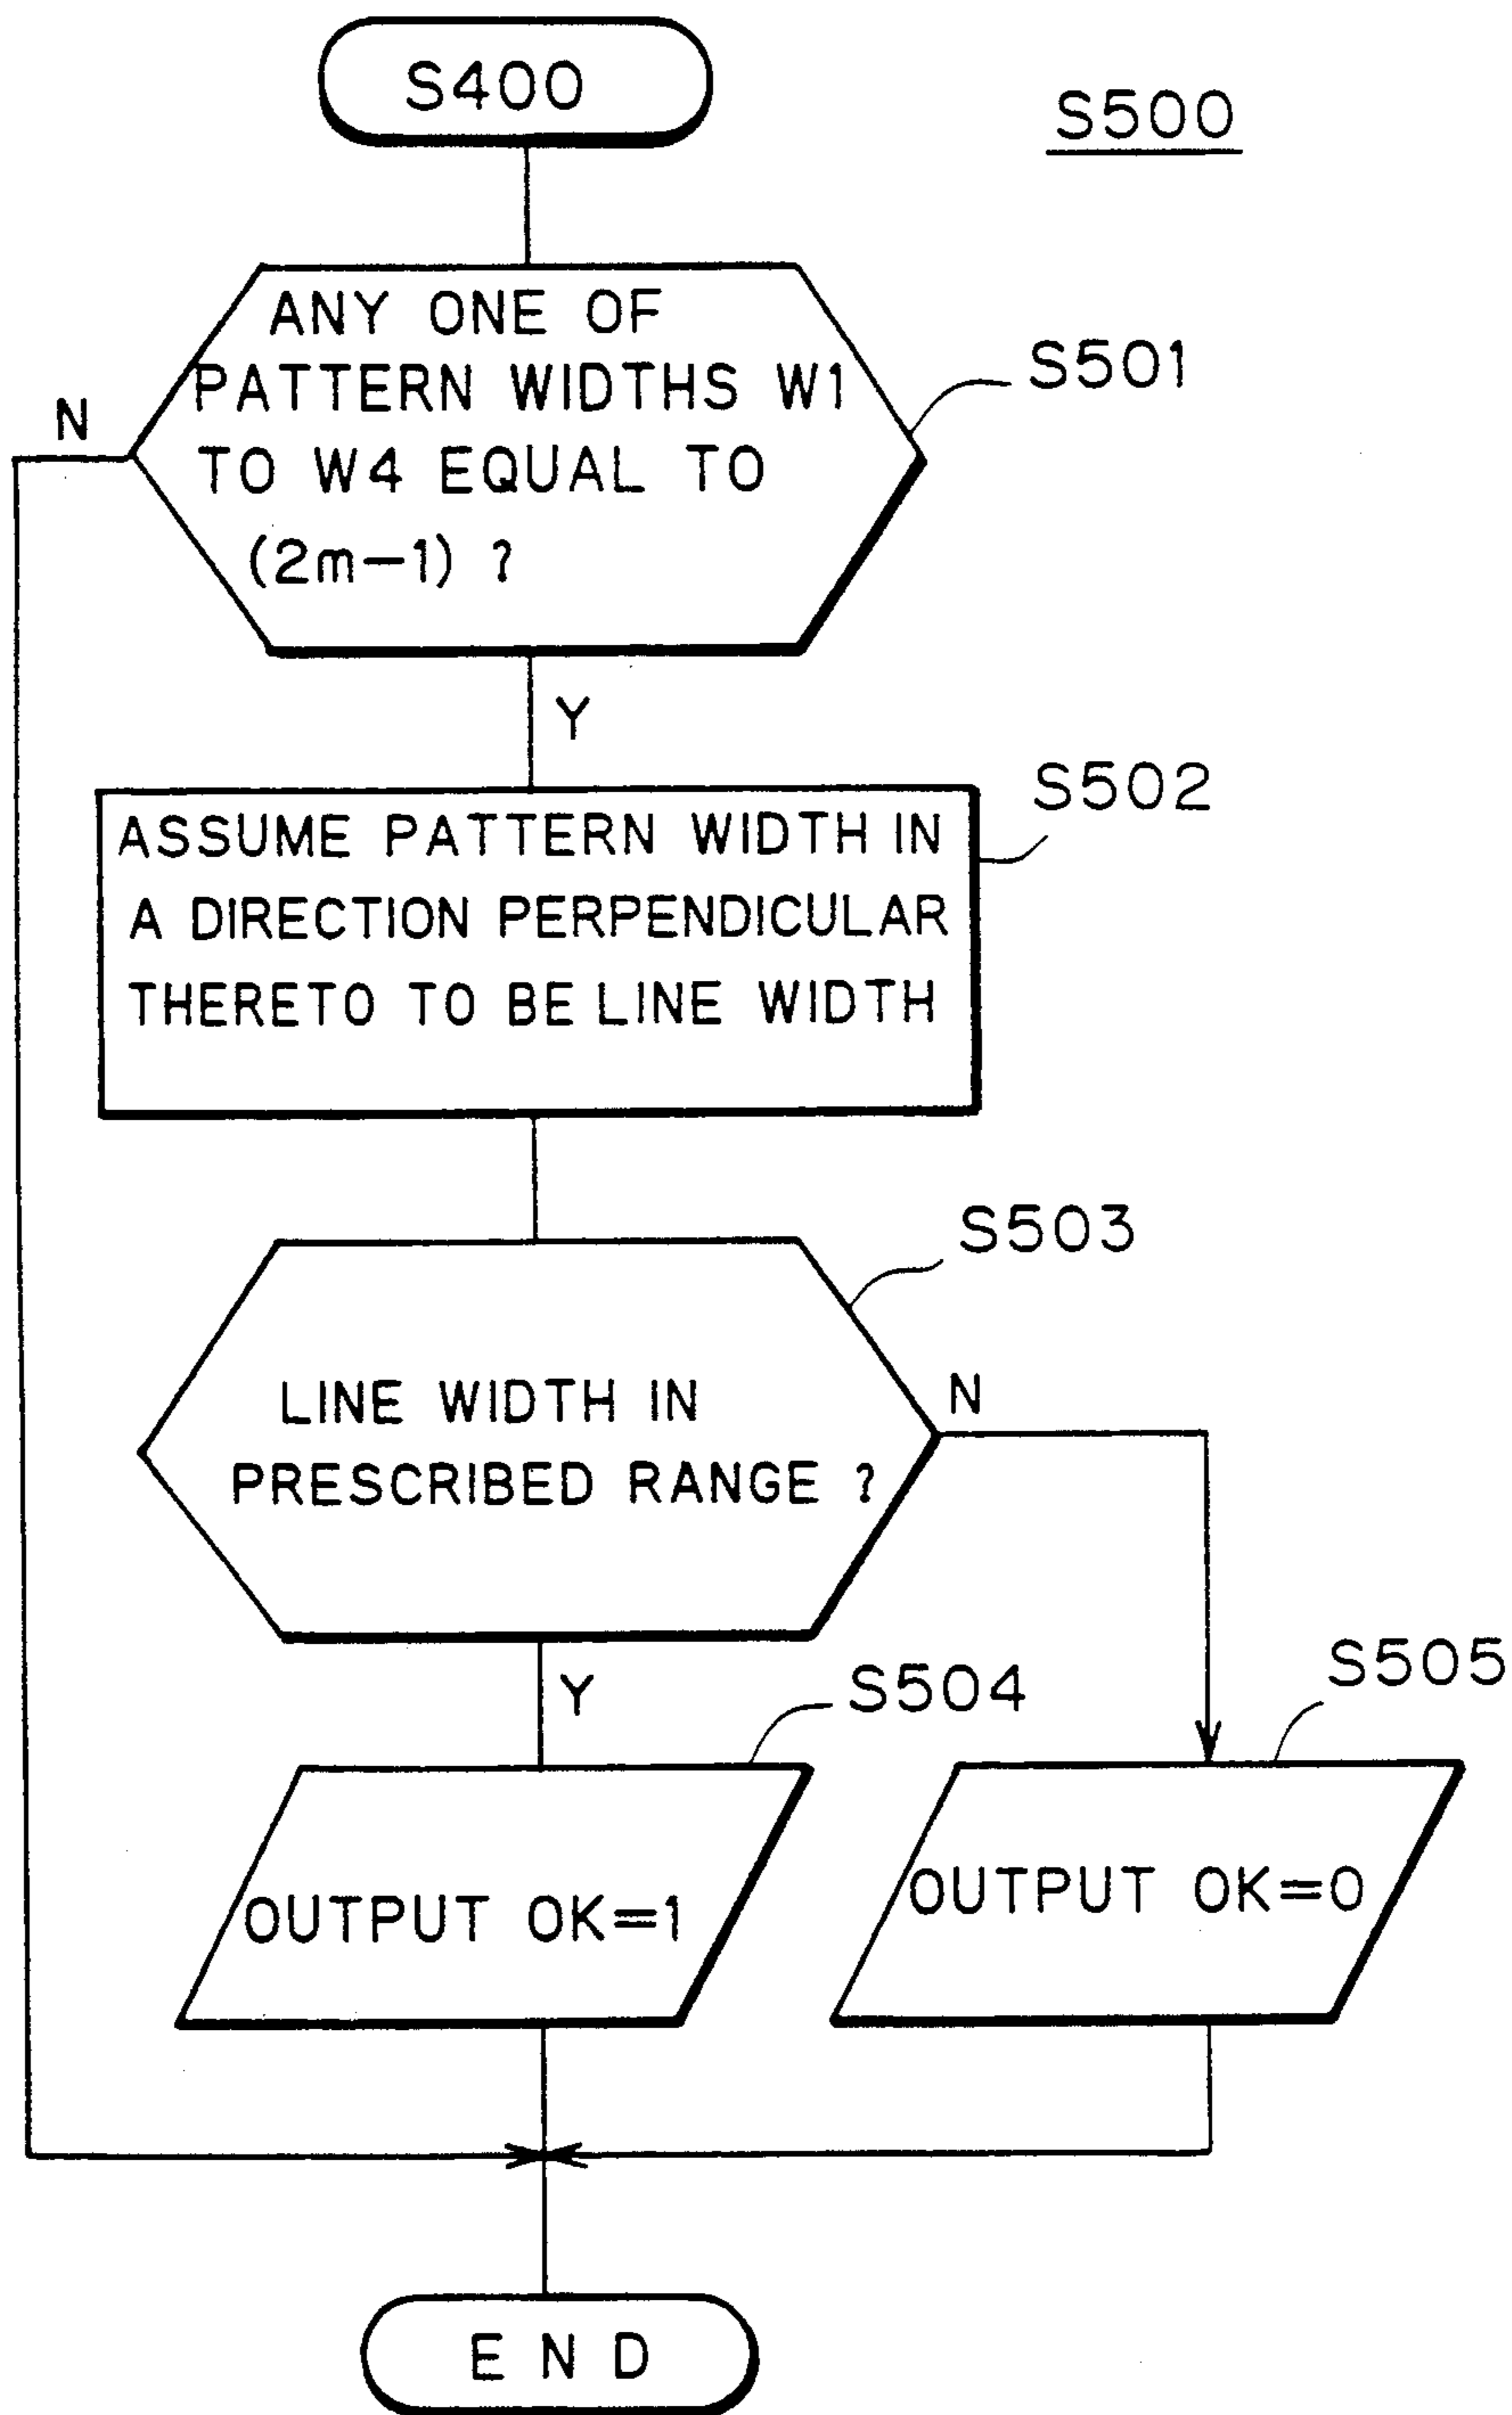 S400
S500
ANY ONE OF
PATTERN WIDTHS W1
TO W4 EQUAL TO
(2m-1) ?
S501
N
Y
S502
ASSUME PATTERN WIDTH IN
A DIRECTION PERPENDICULAR
THERETO TO BE LINE WIDTH
S503
LINE WIDTH IN
PRESCRIBED RANGE ?
N
Y
S504
S505
OUTPUT OK=1
OUTPUT OK=0
END